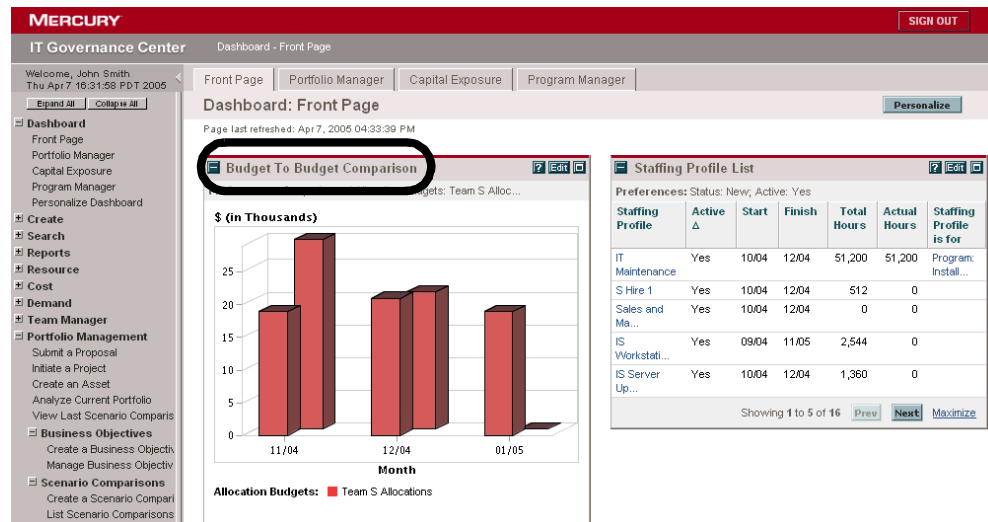 MERCURY
SIGN OUT
IT Governance Center
Dashboard - Front Page
Welcome, John Smith
Thu Apr 7 16:31:58 PDT 2005
Expand All
Collapse All
Dashboard
Front Page
Portfolio Manager
Capital Exposure
Program Manager
Personalize Dashboard
Create
Search
Reports
Resource
Cost
Demand
Team Manager
Portfolio Management
Submit a Proposal
Initiate a Project
Create an Asset
Analyze Current Portfolio
View Last Scenario Comparis
Business Objectives
Create a Business Objectiv
Manage Business Objectiv
Scenario Comparisons
Create a Scenario Compari
List Scenario Comparisons
Front Page
Portfolio Manager
Capital Exposure
Program Manager
Dashboard: Front Page
Personalize
Page last refreshed: Apr 7, 2005 04:33:39 PM
Budget To Budget Comparison
? Edit
gets: Team S Alloc...
$ (in Thousands)
25
20
15
10
5
0
11/04 12/04 01/05
Month
Allocation Budgets: Team S Allocations
Staffing Profile List
? Edit
Preferences: Status: New; Active: Yes
Staffing Profile Active Δ Start Finish Total Hours Actual Hours Staffing Profile is for
IT Maintenance Yes 10/04 12/04 51,200 51,200 Program: Install...
S Hire 1 Yes 10/04 12/04 512 0
Sales and Ma... Yes 10/04 12/04 0 0
IS Workstati... Yes 09/04 11/05 2,544 0
IS Server Up... Yes 10/04 12/04 1,360 0
Showing 1 to 5 of 16 Prev Next Maximize